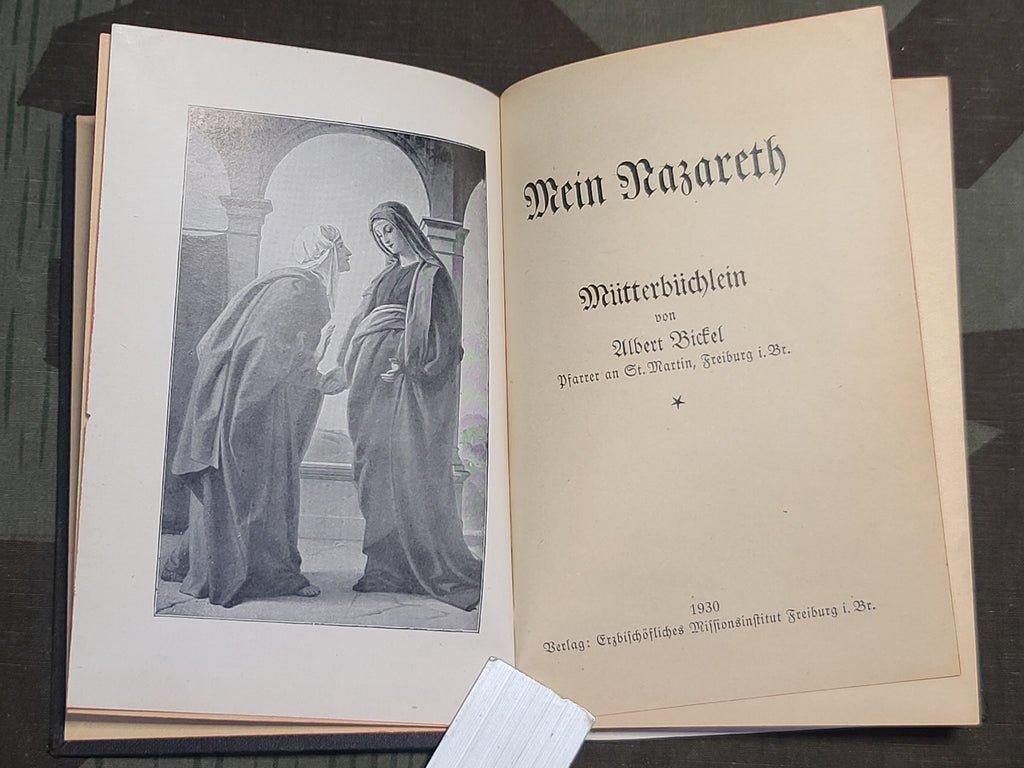 Mein Nazareth
Mütterbüchlein
von
Albert Bickel
Pfarrer an St. Martin, Freiburg i. Br.
1930
Verlag: Erzbischöfliches Missionsinstitut Freiburg i. Br.